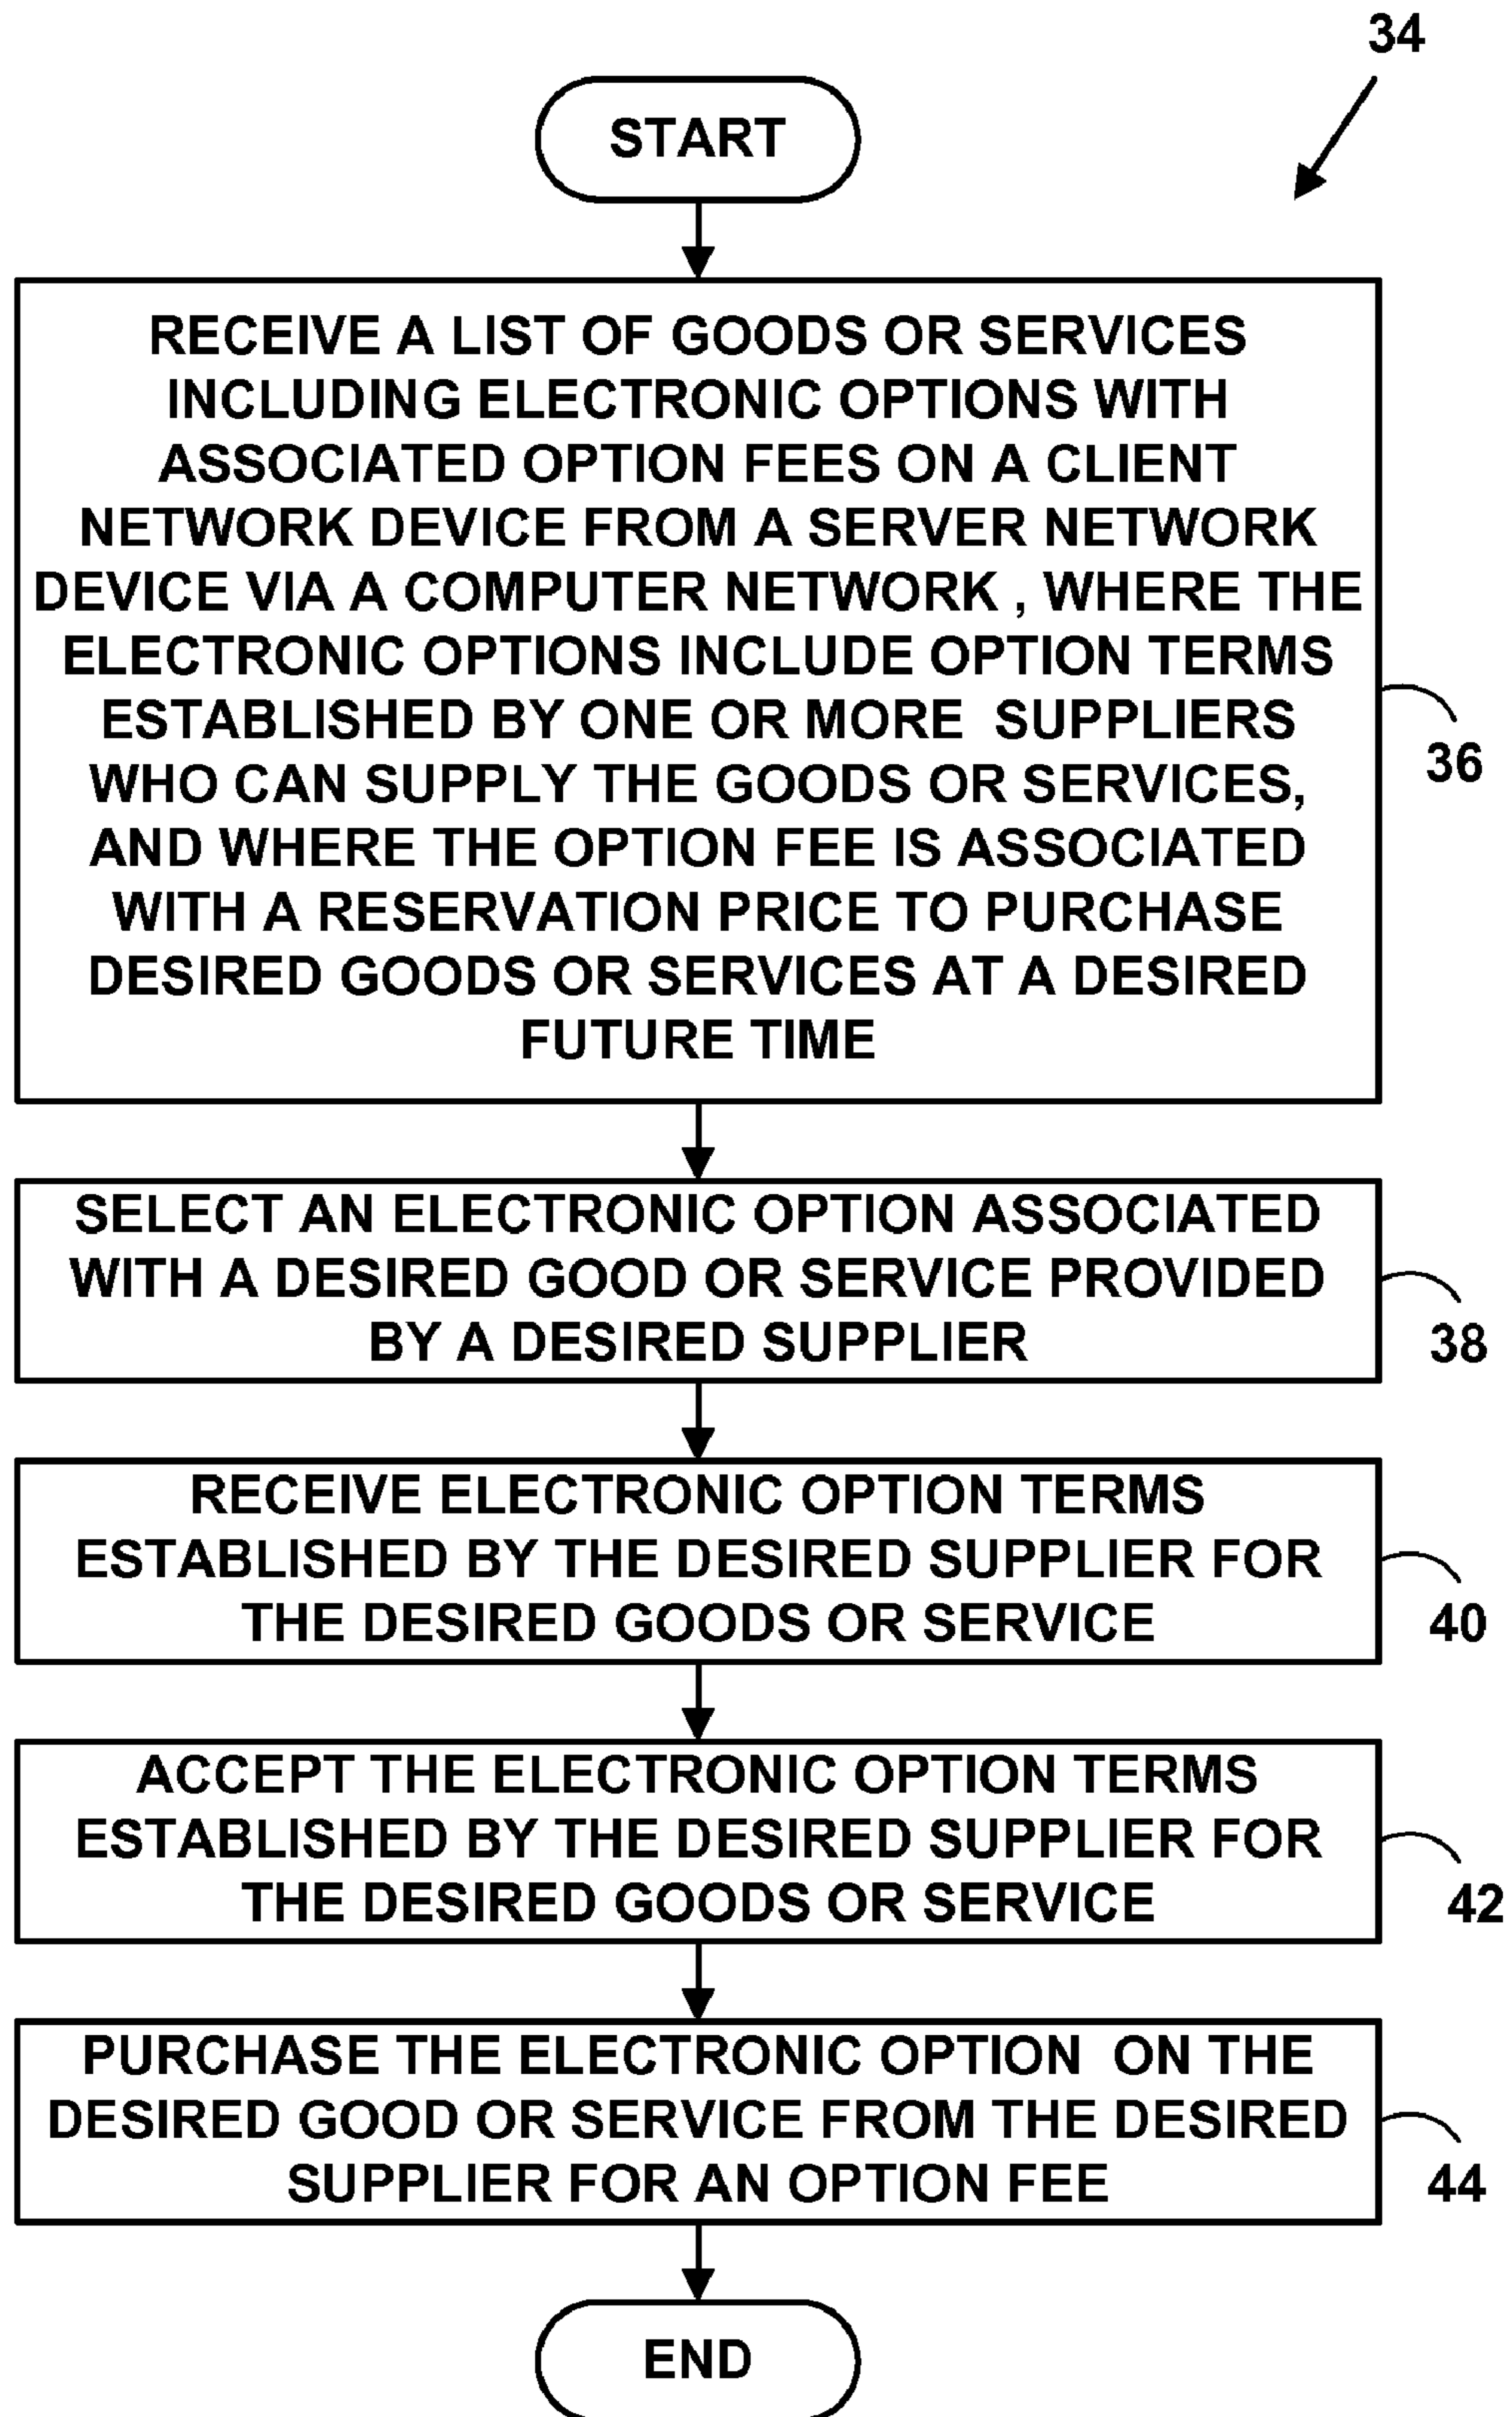 34
START
RECEIVE A LIST OF GOODS OR SERVICES
INCLUDING ELECTRONIC OPTIONS WITH
ASSOCIATED OPTION FEES ON A CLIENT
NETWORK DEVICE FROM A SERVER NETWORK
DEVICE VIA A COMPUTER NETWORK , WHERE THE
ELECTRONIC OPTIONS INCLUDE OPTION TERMS
ESTABLISHED BY ONE OR MORE SUPPLIERS
WHO CAN SUPPLY THE GOODS OR SERVICES,
AND WHERE THE OPTION FEE IS ASSOCIATED
WITH A RESERVATION PRICE TO PURCHASE
DESIRED GOODS OR SERVICES AT A DESIRED
FUTURE TIME
36
SELECT AN ELECTRONIC OPTION ASSOCIATED
WITH A DESIRED GOOD OR SERVICE PROVIDED
BY A DESIRED SUPPLIER
38
RECEIVE ELECTRONIC OPTION TERMS
ESTABLISHED BY THE DESIRED SUPPLIER FOR
THE DESIRED GOODS OR SERVICE
40
ACCEPT THE ELECTRONIC OPTION TERMS
ESTABLISHED BY THE DESIRED SUPPLIER FOR
THE DESIRED GOODS OR SERVICE
42
PURCHASE THE ELECTRONIC OPTION ON THE
DESIRED GOOD OR SERVICE FROM THE DESIRED
SUPPLIER FOR AN OPTION FEE
44
END